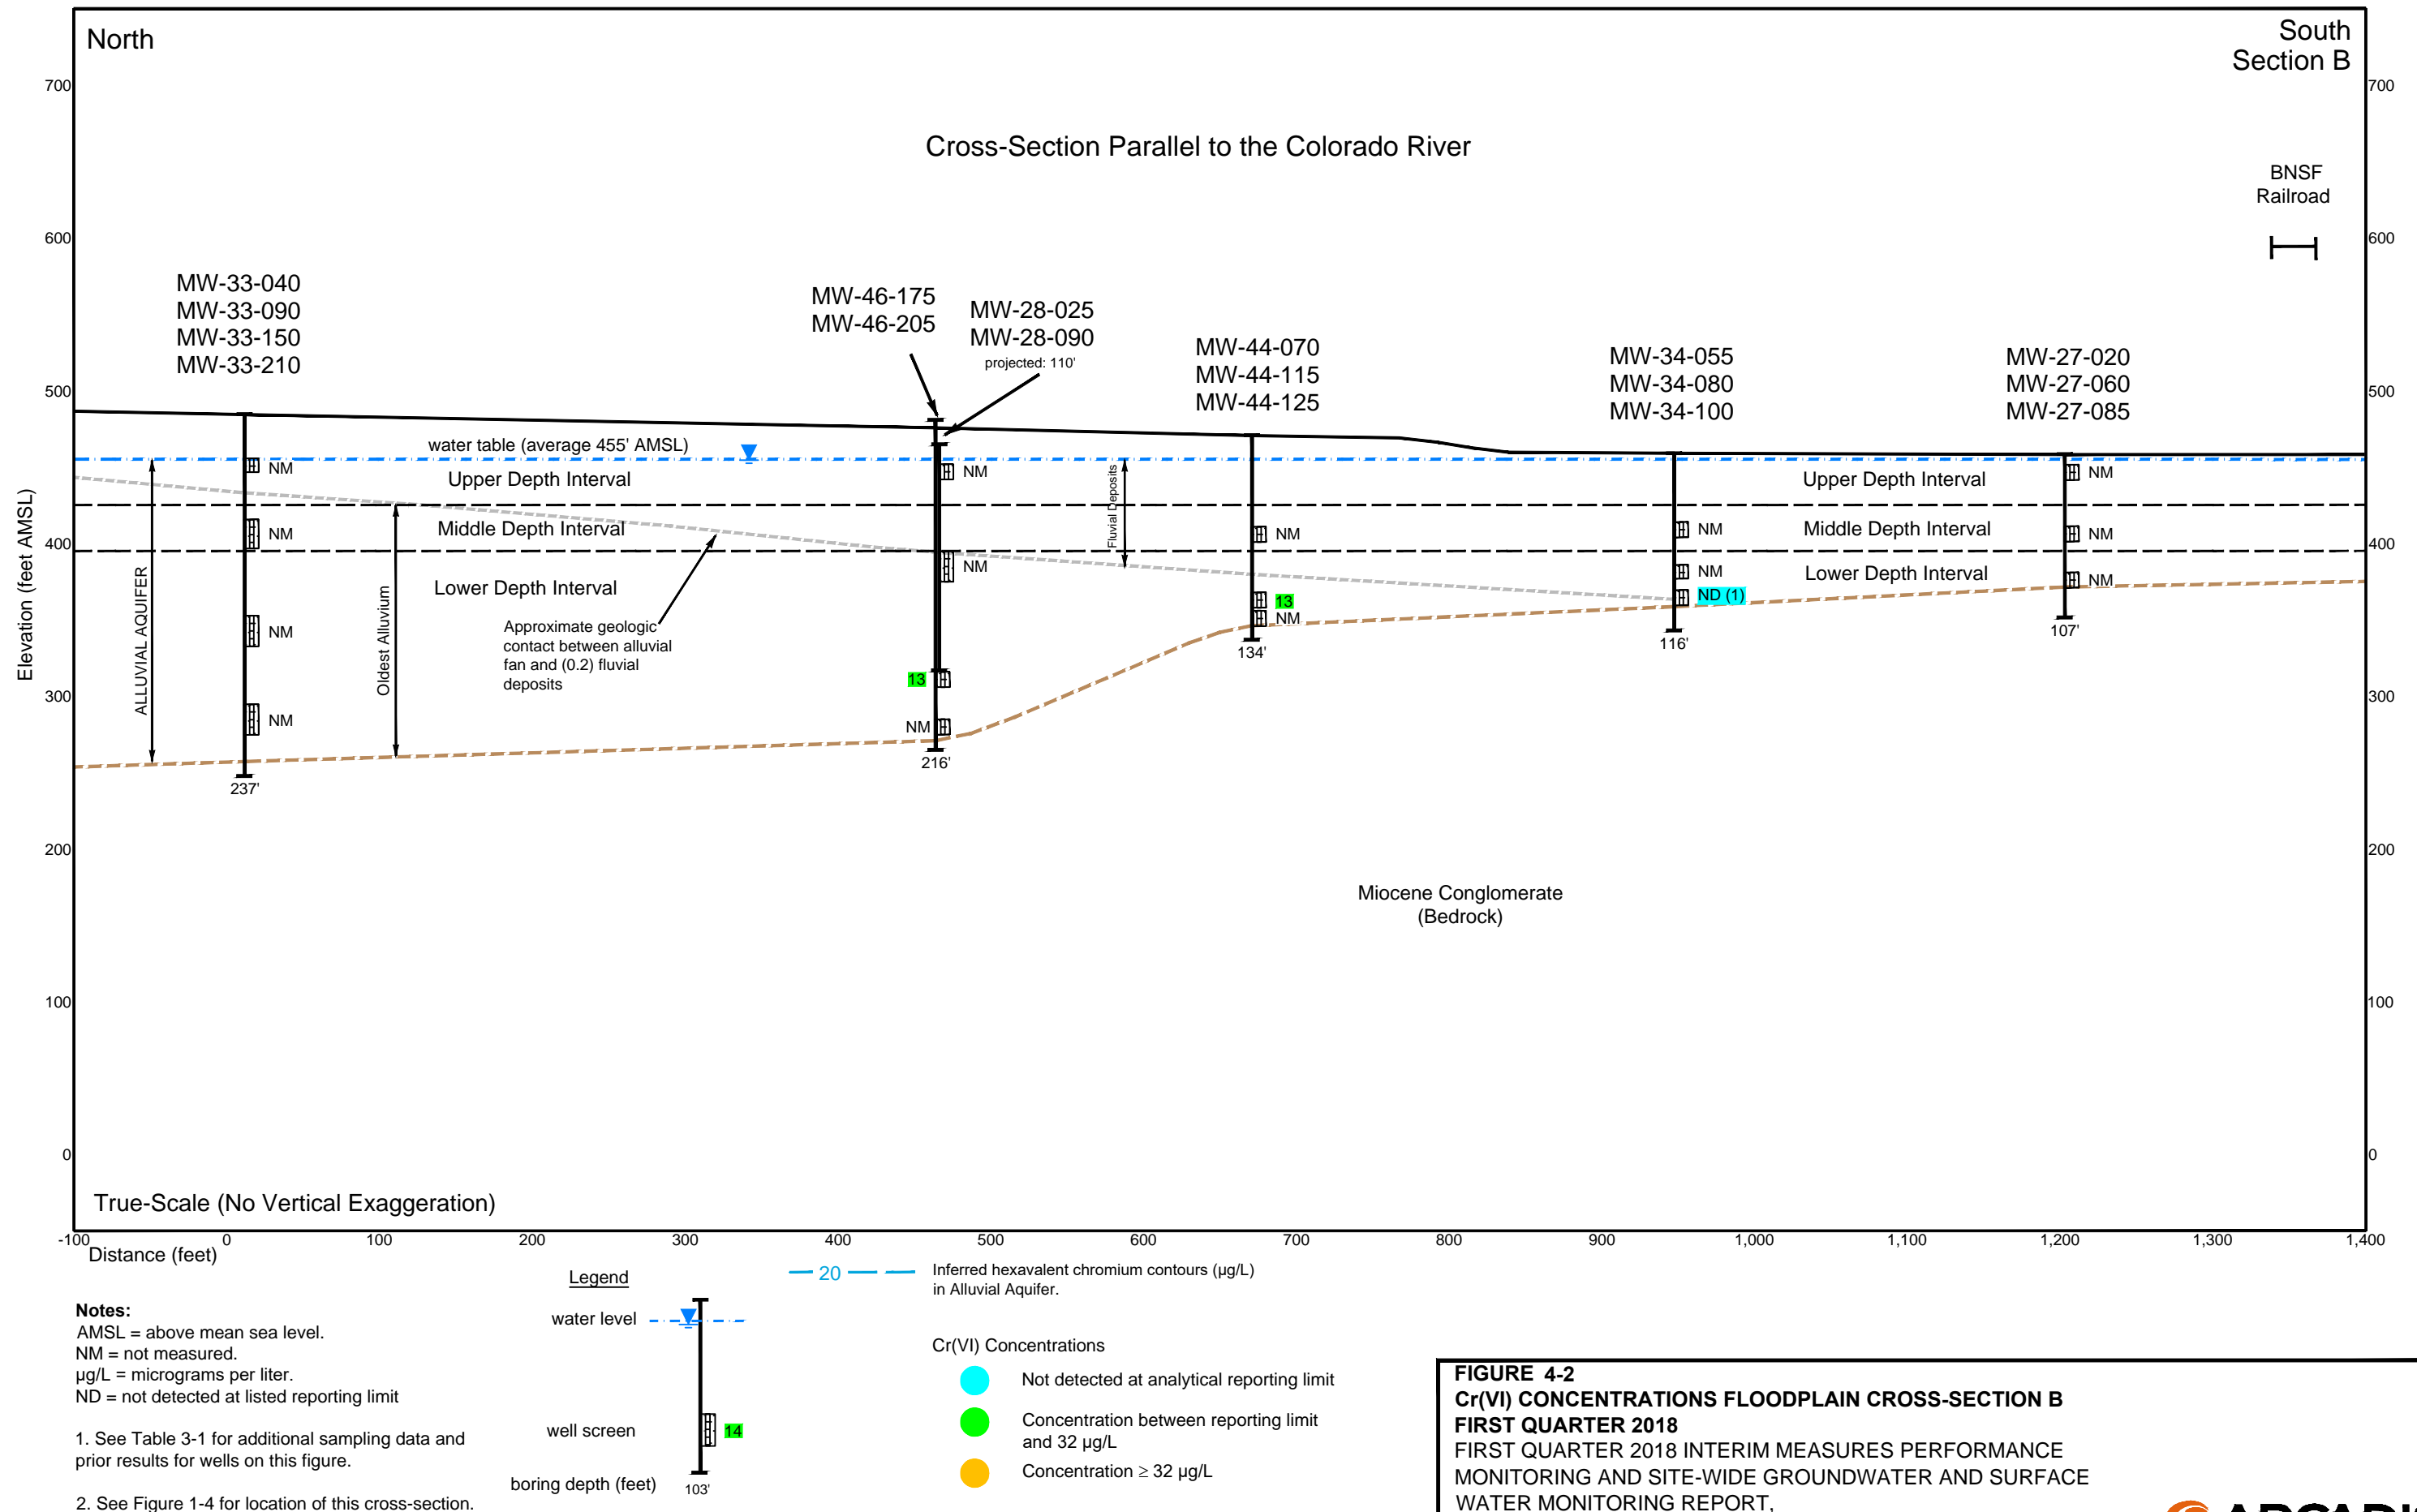 North
South
Section B
Cross-Section Parallel to the Colorado River
BNSF
Railroad
700
600
500
400
300
200
100
0
Elevation (feet AMSL)
700
600
500
400
300
200
100
0
MW-33-040
MW-33-090
MW-33-150
MW-33-210
MW-46-175
MW-46-205
MW-28-025
MW-28-090
projected: 110'
MW-44-070
MW-44-115
MW-44-125
MW-34-055
MW-34-080
MW-34-100
MW-27-020
MW-27-060
MW-27-085
water table (average 455' AMSL)
Upper Depth Interval
Middle Depth Interval
Lower Depth Interval
Upper Depth Interval
Middle Depth Interval
Lower Depth Interval
ALLUVIAL AQUIFER
Oldest Alluvium
Fluvial Deposits
Approximate geologic
contact between alluvial
fan and (0.2) fluvial
deposits
NM
NM
NM
NM
237'
NM
NM
13
NM
216'
NM
13
NM
134'
NM
NM
ND (1)
116'
NM
NM
NM
107'
Miocene Conglomerate
(Bedrock)
True-Scale (No Vertical Exaggeration)
-100
0
100
200
300
400
500
600
700
800
900
1,000
1,100
1,200
1,300
1,400
Distance (feet)
Notes:
AMSL = above mean sea level.
NM = not measured.
µg/L = micrograms per liter.
ND = not detected at listed reporting limit
1. See Table 3-1 for additional sampling data and
prior results for wells on this figure.
2. See Figure 1-4 for location of this cross-section.
Legend
water level
well screen
14
boring depth (feet)
103'
20
Inferred hexavalent chromium contours (µg/L)
in Alluvial Aquifer.
Cr(VI) Concentrations
Not detected at analytical reporting limit
Concentration between reporting limit
and 32 µg/L
Concentration ≥ 32 µg/L
FIGURE 4-2
Cr(VI) CONCENTRATIONS FLOODPLAIN CROSS-SECTION B
FIRST QUARTER 2018
FIRST QUARTER 2018 INTERIM MEASURES PERFORMANCE
MONITORING AND SITE-WIDE GROUNDWATER AND SURFACE
WATER MONITORING REPORT,